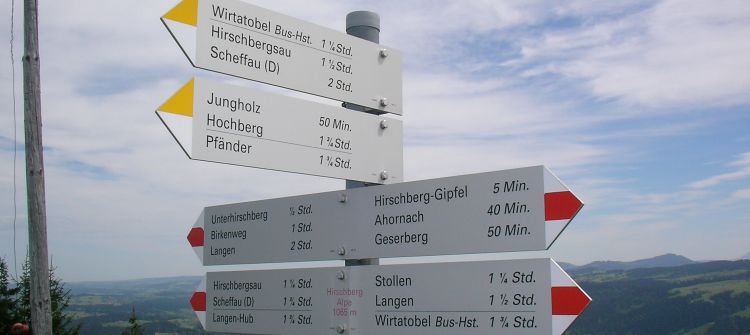 Wirtatobel Bus-Hst. 1 ¼ Std.
Hirschbergsau 1 ½ Std.
Scheffau (D) 2 Std.
Jungholz 50 Min.
Hochberg 1 ¼ Std.
Pfänder 1 ¾ Std.
Unterhirschberg ½ Std.
Birkenweg 1 Std.
Langen 2 Std.
Hirschberg-Gipfel 5 Min.
Ahornach 40 Min.
Geserberg 50 Min.
Hirschbergsau 1 ¼ Std.
Scheffau (D) 1 ¾ Std.
Langen-Hub 1 ¾ Std.
Hirschberg
Alpe
1065 m
Stollen 1 ¼ Std.
Langen 1 ½ Std.
Wirtatobel Bus-Hst. 1 ¾ Std.